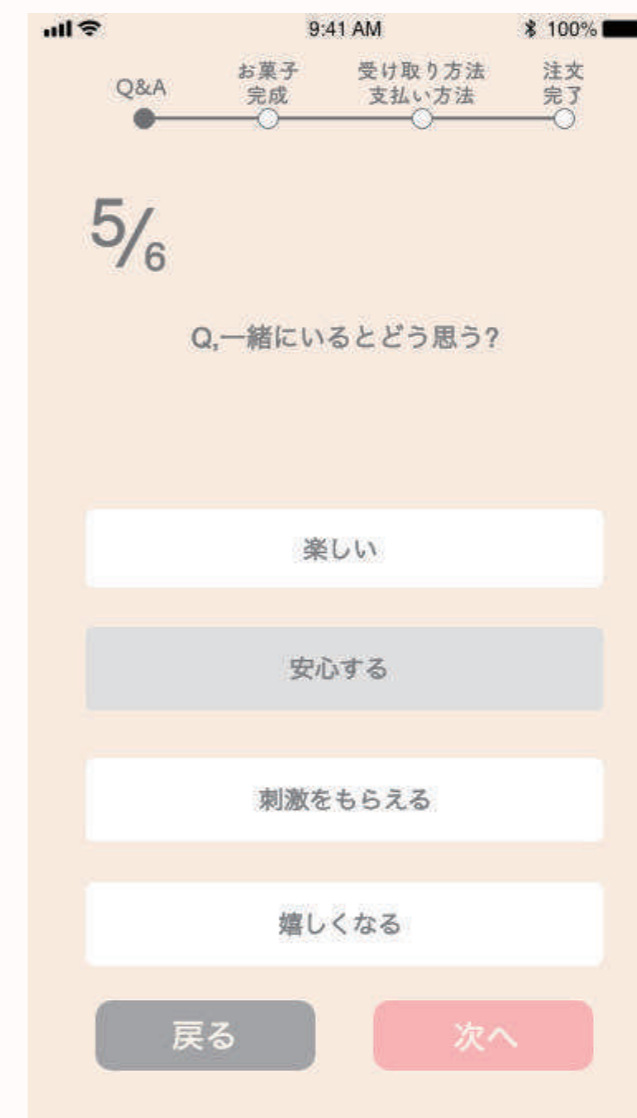 9:41 AM
100%
Q&A
お菓子
完成
受け取り方法
支払い方法
注文
完了
5/6
Q,一緒にいるとどう思う?
楽しい
安心する
刺激をもらえる
嬉しくなる
戻る
次へ